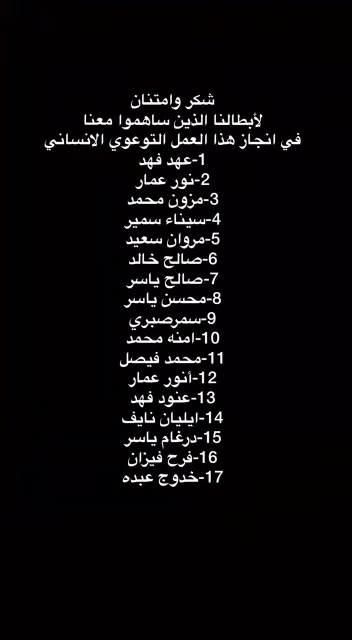 شكر وامتنان
لأبطالنا الذين ساهموا معنا
في انجاز هذا العمل التوعوي الانساني
1-عهد فهد
2-نور عمار
3-مزون محمد
4-سيناء سمير
5-مروان سعيد
6-صالح خالد
7-صالح ياسر
8-محسن ياسر
9-سمرصبري
10-امنه محمد
11-محمد فيصل
12-أنور عمار
13-عنود فهد
14-ايليان نايف
15-درغام ياسر
16-فرح فيزان
17-خدوج عبده